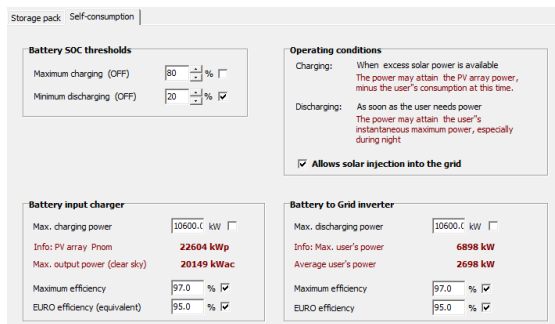 Storage pack Self-consumption
Battery SOC thresholds
Maximum charging (OFF) 80 %
Minimum discharging (OFF) 20 %
Operating conditions
Charging: When excess solar power is available
The power may attain the PV array power,
minus the user"s consumption at this time.
Discharging: As soon as the user needs power
The power may attain the user"s
instantaneous maximum power, especially
during night
Allows solar injection into the grid
Battery input charger
Max. charging power 10600.0 kW
Info: PV array Pnom 22604 kWp
Max. output power (clear sky) 20149 kWac
Maximum efficiency 97.0 %
EURO efficiency (equivalent) 95.0 %
Battery to Grid inverter
Max. discharging power 10600.0 kW
Info: Max. user's power 6898 kW
Average user's power 2698 kW
Maximum efficiency 97.0 %
EURO efficiency 95.0 %